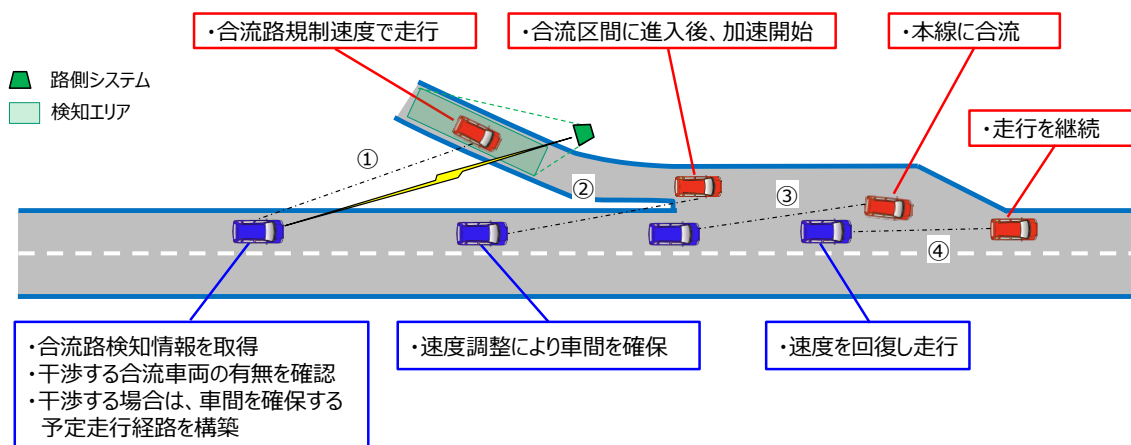 ・合流路規制速度で走行
・合流区間に進入後、加速開始
・本線に合流
路側システム
検知エリア
・走行を継続
①
②
③
④
・合流路検知情報を取得
・干渉する合流車両の有無を確認
・干渉する場合は、車間を確保する
予定走行経路を構築
・速度調整により車間を確保
・速度を回復し走行